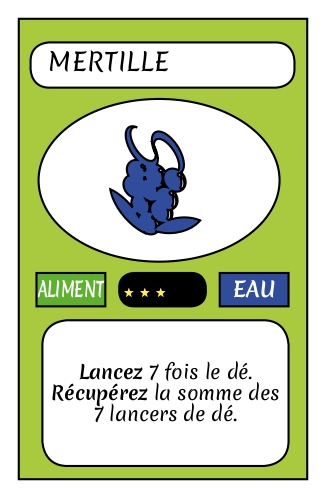 MERTILLE
ALIMENT
EAU
Lancez 7 fois le dé.
Récupérez la somme des
7 lancers de dé.